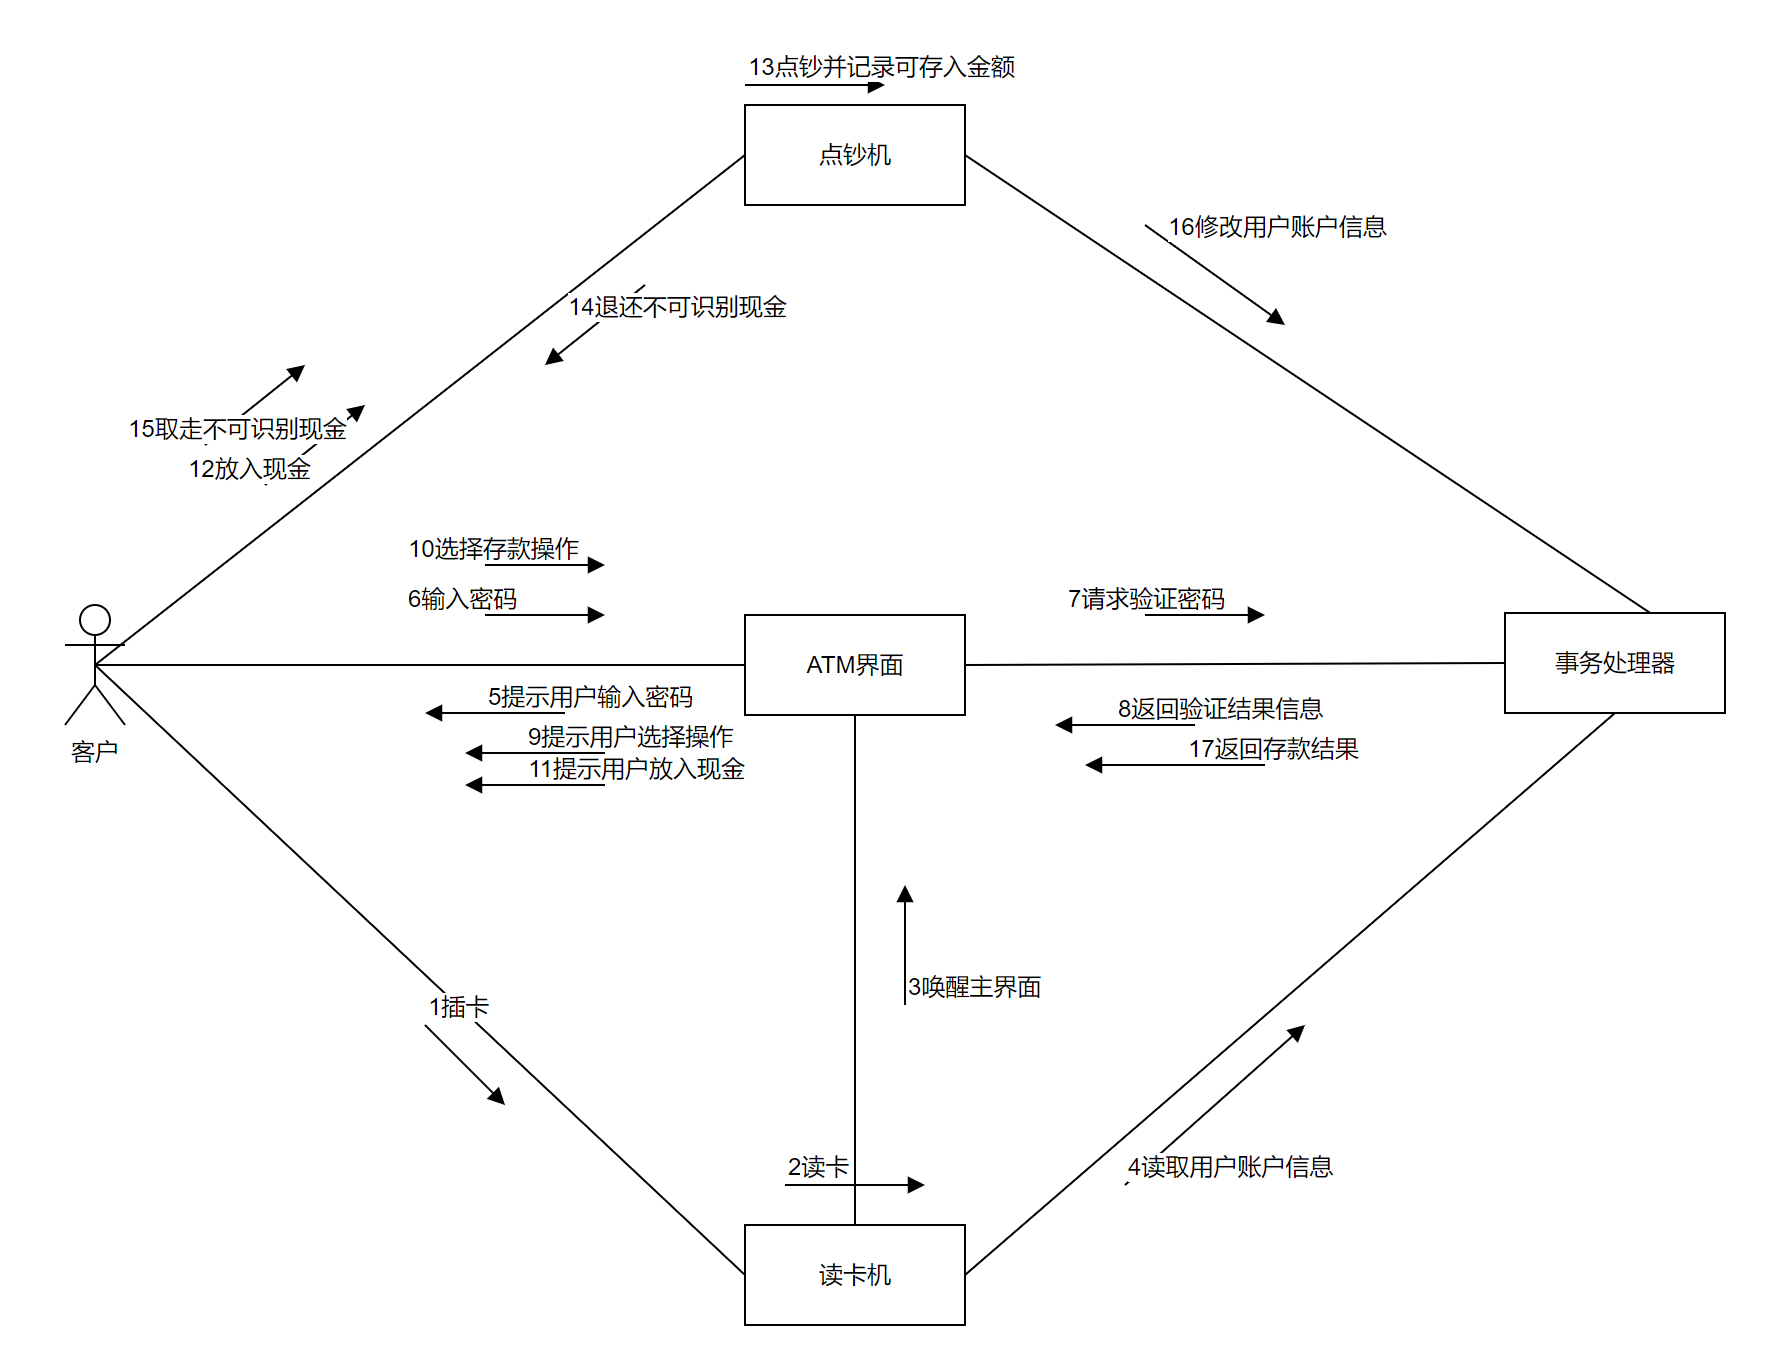 13点钞并记录可存入金额
点钞机
16修改用户账户信息
14退还不可识别现金
15取走不可识别现金
12放入现金
10选择存款操作
6输入密码
7请求验证密码
ATM界面
事务处理器
5提示用户输入密码
8返回验证结果信息
9提示用户选择操作
17返回存款结果
客户
11提示用户放入现金
3唤醒主界面
1插卡
2读卡
4读取用户账户信息
读卡机